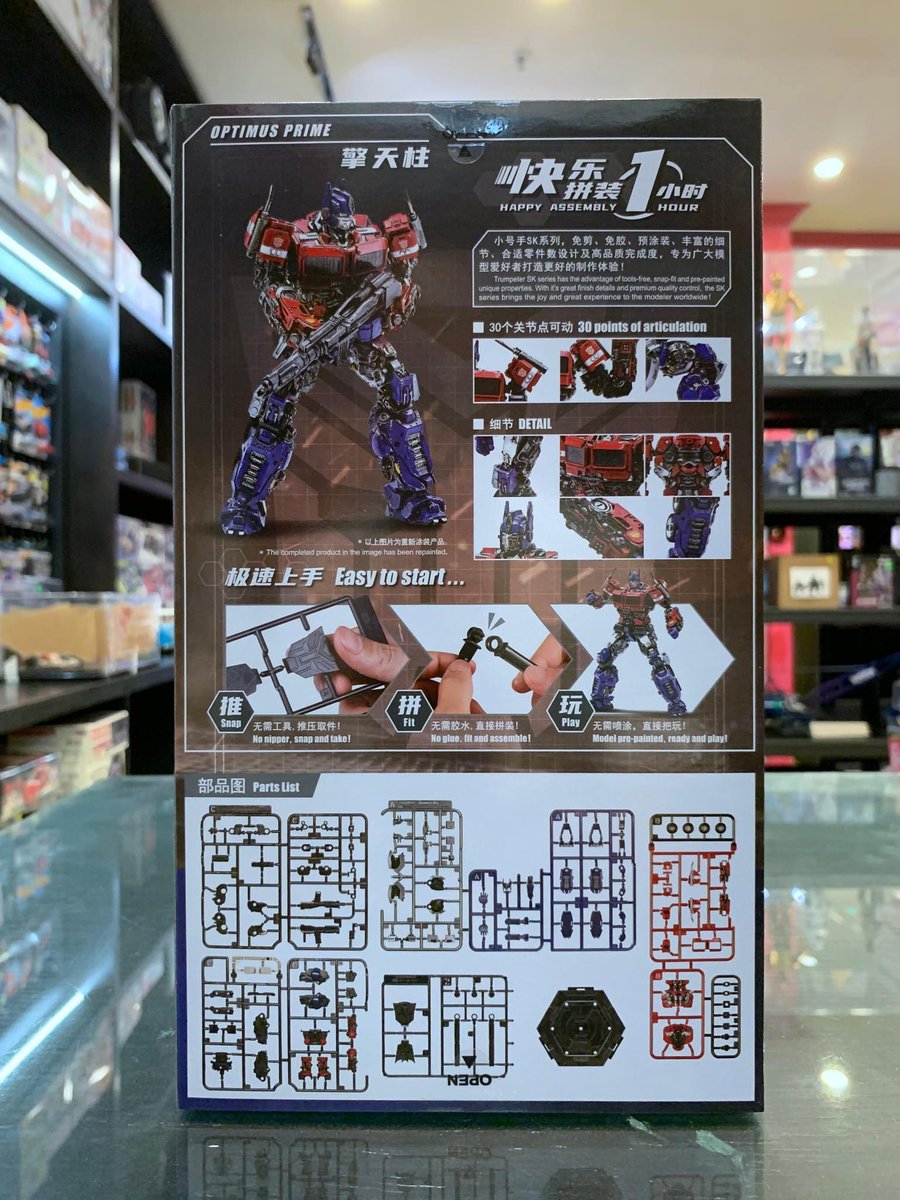 OPTIMUS PRIME
擎天柱
快乐
拼装
1
小时
HAPPY ASSEMBLY HOUR
小号手SK系列，免剪、免胶、预涂装、丰富的细
节、合适零件数设计及高品质完成度，专为广大模
型爱好者打造更好的制作体验！
Trumpeter SK series has the advantage of tools-free, snap-fit and pre-painted
unique properties. With it's great finish details and premium quality control, the SK
series brings the joy and great experience to the modeler worldwide!
30个关节点可动 30 points of articulation
细节 DETAIL
* 以上图片为重新涂装产品.
* The completed product in the image has been repainted.
极速上手 Easy to start...
推
Snap
无需工具, 推压取件!
No nipper, snap and take!
拼
Fit
无需胶水, 直接拼装!
No glue, fit and assemble!
玩
Play
无需喷涂, 直接把玩!
Model pre-painted, ready and play!
部品图 Parts List
OPEN